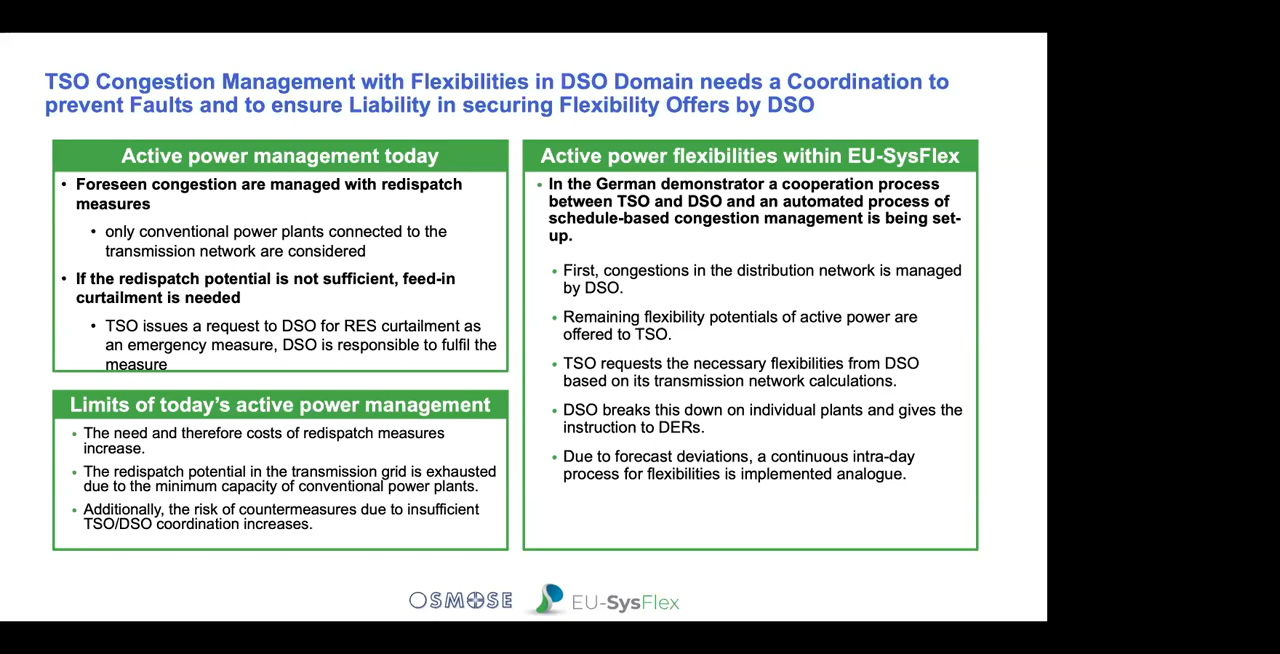 TSO Congestion Management with Flexibilities in DSO Domain needs a Coordination to
prevent Faults and to ensure Liability in securing Flexibility Offers by DSO
Active power management today
• Foreseen congestion are managed with redispatch
measures
• only conventional power plants connected to the
transmission network are considered
• If the redispatch potential is not sufficient, feed-in
curtailment is needed
• TSO issues a request to DSO for RES curtailment as
an emergency measure, DSO is responsible to fulfil the
measure
Limits of today's active power management
• The need and therefore costs of redispatch measures
increase.
• The redispatch potential in the transmission grid is exhausted
due to the minimum capacity of conventional power plants.
• Additionally, the risk of countermeasures due to insufficient
TSO/DSO coordination increases.
Active power flexibilities within EU-SysFlex
• In the German demonstrator a cooperation process
between TSO and DSO and an automated process of
schedule-based congestion management is being set-
up.
• First, congestions in the distribution network is managed
by DSO.
• Remaining flexibility potentials of active power are
offered to TSO.
• TSO requests the necessary flexibilities from DSO
based on its transmission network calculations.
• DSO breaks this down on individual plants and gives the
instruction to DERs.
• Due to forecast deviations, a continuous intra-day
process for flexibilities is implemented analogue.
OSMOSE
EU-SysFlex